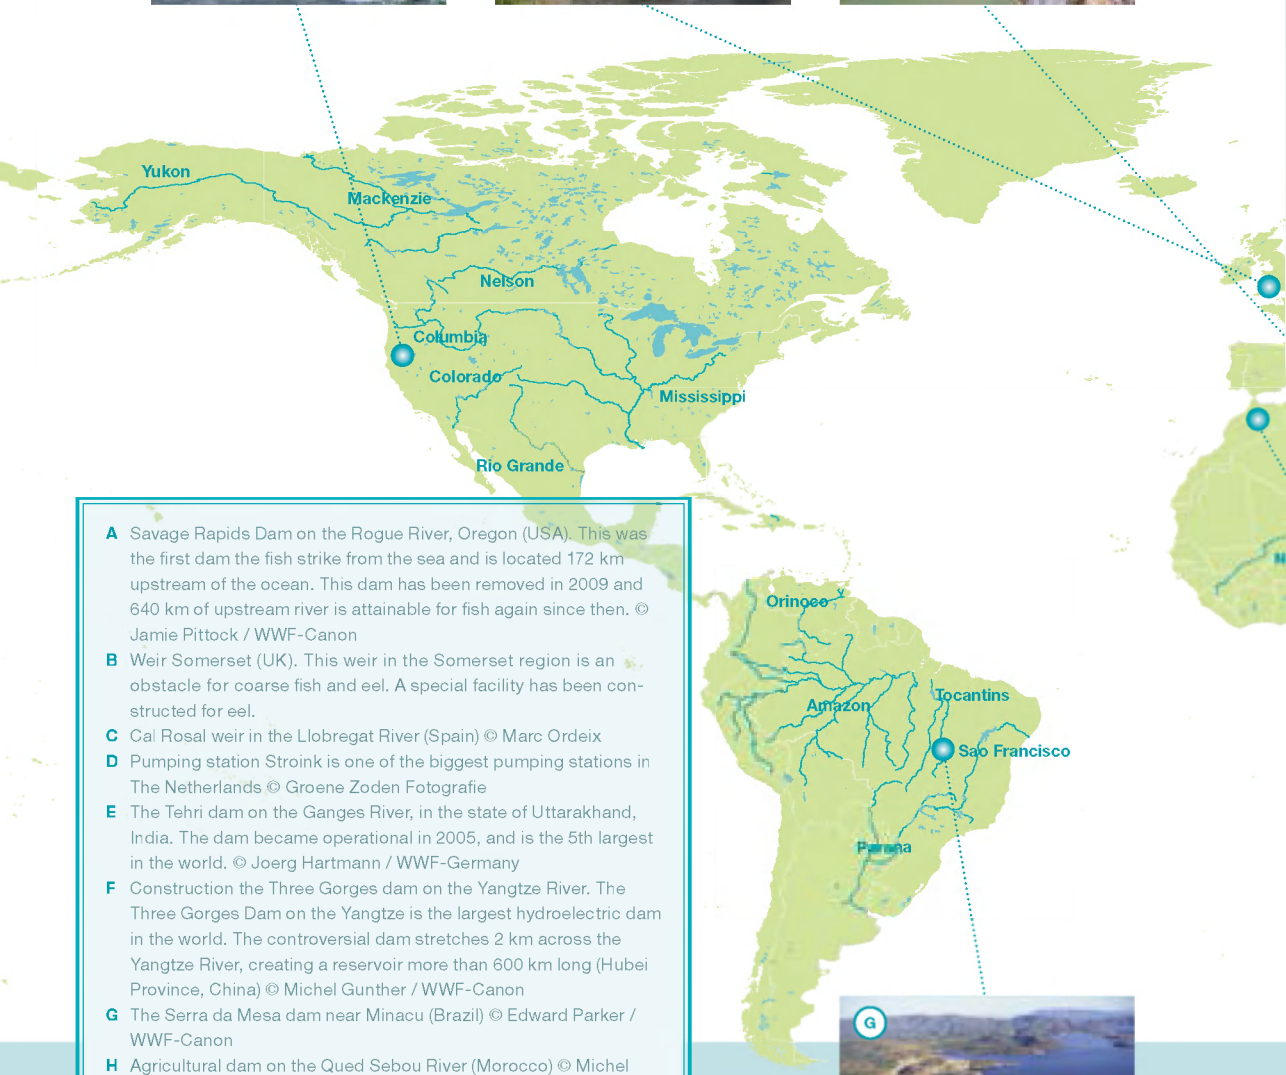 Yukon
Mackenzie
Nelson
Columbia
Colorado
Mississippi
Rio Grande
A Savage Rapids Dam on the Rogue River, Oregon (USA). This was
the first dam the fish strike from the sea and is located 172 km
upstream of the ocean. This dam has been removed in 2009 and
640 km of upstream river is attainable for fish again since then. ©
Jamie Pittock / WWF-Canon
B Weir Somerset (UK). This weir in the Somerset region is an
obstacle for coarse fish and eel. A special facility has been con-
structed for eel.
C Cal Rosal weir in the Llobregat River (Spain) © Marc Ordeix
D Pumping station Stroink is one of the biggest pumping stations in
The Netherlands © Groene Zoden Fotografie
E The Tehri dam on the Ganges River, in the state of Uttarakhand,
India. The dam became operational in 2005, and is the 5th largest
in the world. © Joerg Hartmann / WWF-Germany
F Construction the Three Gorges dam on the Yangtze River. The
Three Gorges Dam on the Yangtze is the largest hydroelectric dam
in the world. The controversial dam stretches 2 km across the
Yangtze River, creating a reservoir more than 600 km long (Hubei
Province, China) © Michel Gunther / WWF-Canon
G The Serra da Mesa dam near Minacu (Brazil) © Edward Parker /
WWF-Canon
H Agricultural dam on the Qued Sebou River (Morocco) © Michel
Orinoco
Tocantins
Amazon
Sao Francisco
Parana
G